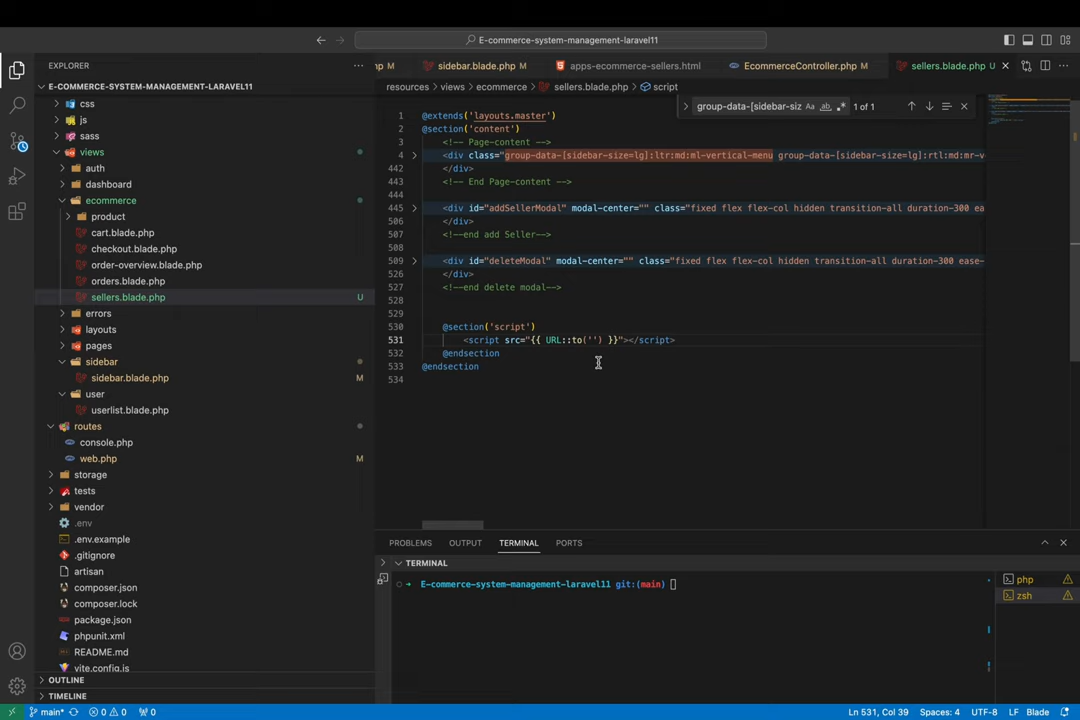 E-commerce-system-management-laravel11
EXPLORER
E-COMMERCE-SYSTEM-MANAGEMENT-LARAVEL11
css
js
sass
views
auth
dashboard
ecommerce
product
cart.blade.php
checkout.blade.php
order-overview.blade.php
orders.blade.php
sellers.blade.php U
errors
layouts
pages
sidebar
sidebar.blade.php M
user
userlist.blade.php
routes
console.php
web.php M
storage
tests
vendor
.env
.env.example
.gitignore
artisan
composer.json
composer.lock
package.json
phpunit.xml
README.md
vite.config.js
OUTLINE
TIMELINE
hp M sidebar.blade.php M apps-ecommerce-sellers.html EcommerceController.php M sellers.blade.php U
resources > views > ecommerce > sellers.blade.php > script
group-data-[sidebar-siz Aa ab 1 of 1
1 @extends('layouts.master')
2 @section('content')
3 <!-- Page-content -->
4 <div class="group-data-[sidebar-size=lg]:ltr:md:ml-vertical-menu group-data-[sidebar-size=lg]:rtl:md:mr-v
442 </div>
443 <!-- End Page-content -->
444
445 <div id="addSellerModal" modal-center="" class="fixed flex flex-col hidden transition-all duration-300 ea
506 </div>
507 <!--end add Seller-->
508
509 <div id="deleteModal" modal-center="" class="fixed flex flex-col hidden transition-all duration-300 ease-
526 </div>
527 <!--end delete modal-->
528
529
530 @section('script')
531 <script src="{{ URL::to('') }}"></script>
532 @endsection
533 @endsection
534
PROBLEMS OUTPUT TERMINAL PORTS
TERMINAL
E-commerce-system-management-laravel11 git:(main)
php
zsh
main* 0 0 0 Ln 531, Col 39 Spaces: 4 UTF-8 LF Blade